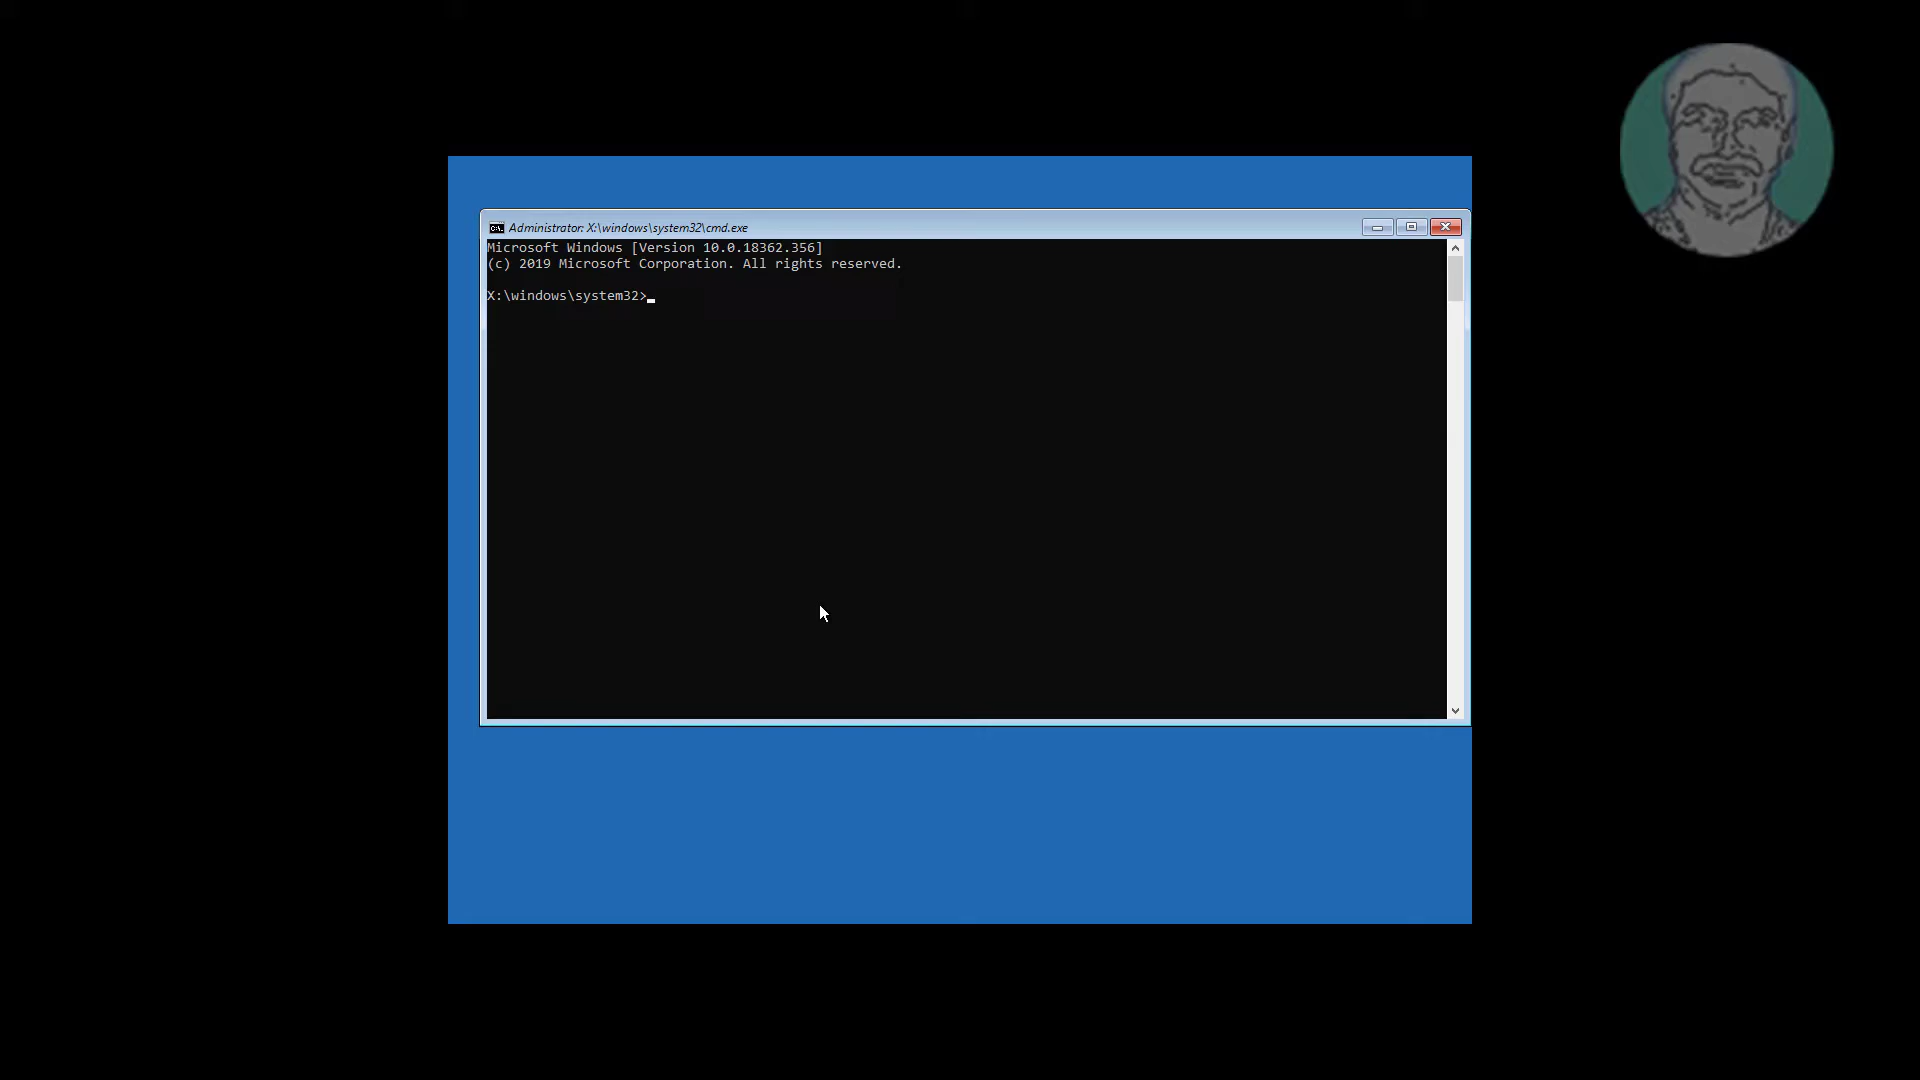 Administrator: X:\windows\system32\cmd.exe
Microsoft Windows [Version 10.0.18362.356]
(c) 2019 Microsoft Corporation. All rights reserved.
X:\windows\system32>